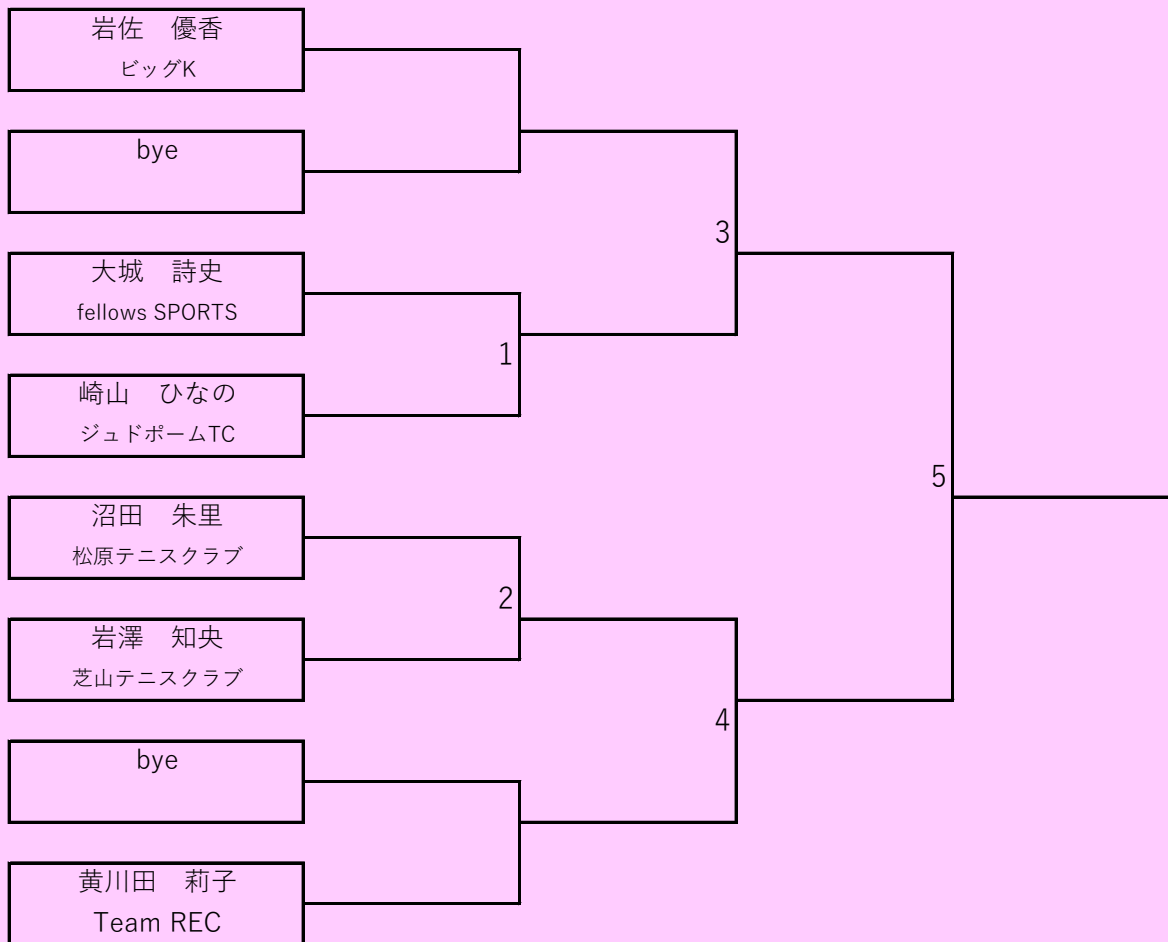 岩佐　優香
ビッグK
bye
3
大城　詩史
fellows SPORTS
1
崎山　ひなの
ジュドポームTC
5
沼田　朱里
松原テニスクラブ
2
岩澤　知央
芝山テニスクラブ
4
bye
黄川田　莉子
Team REC